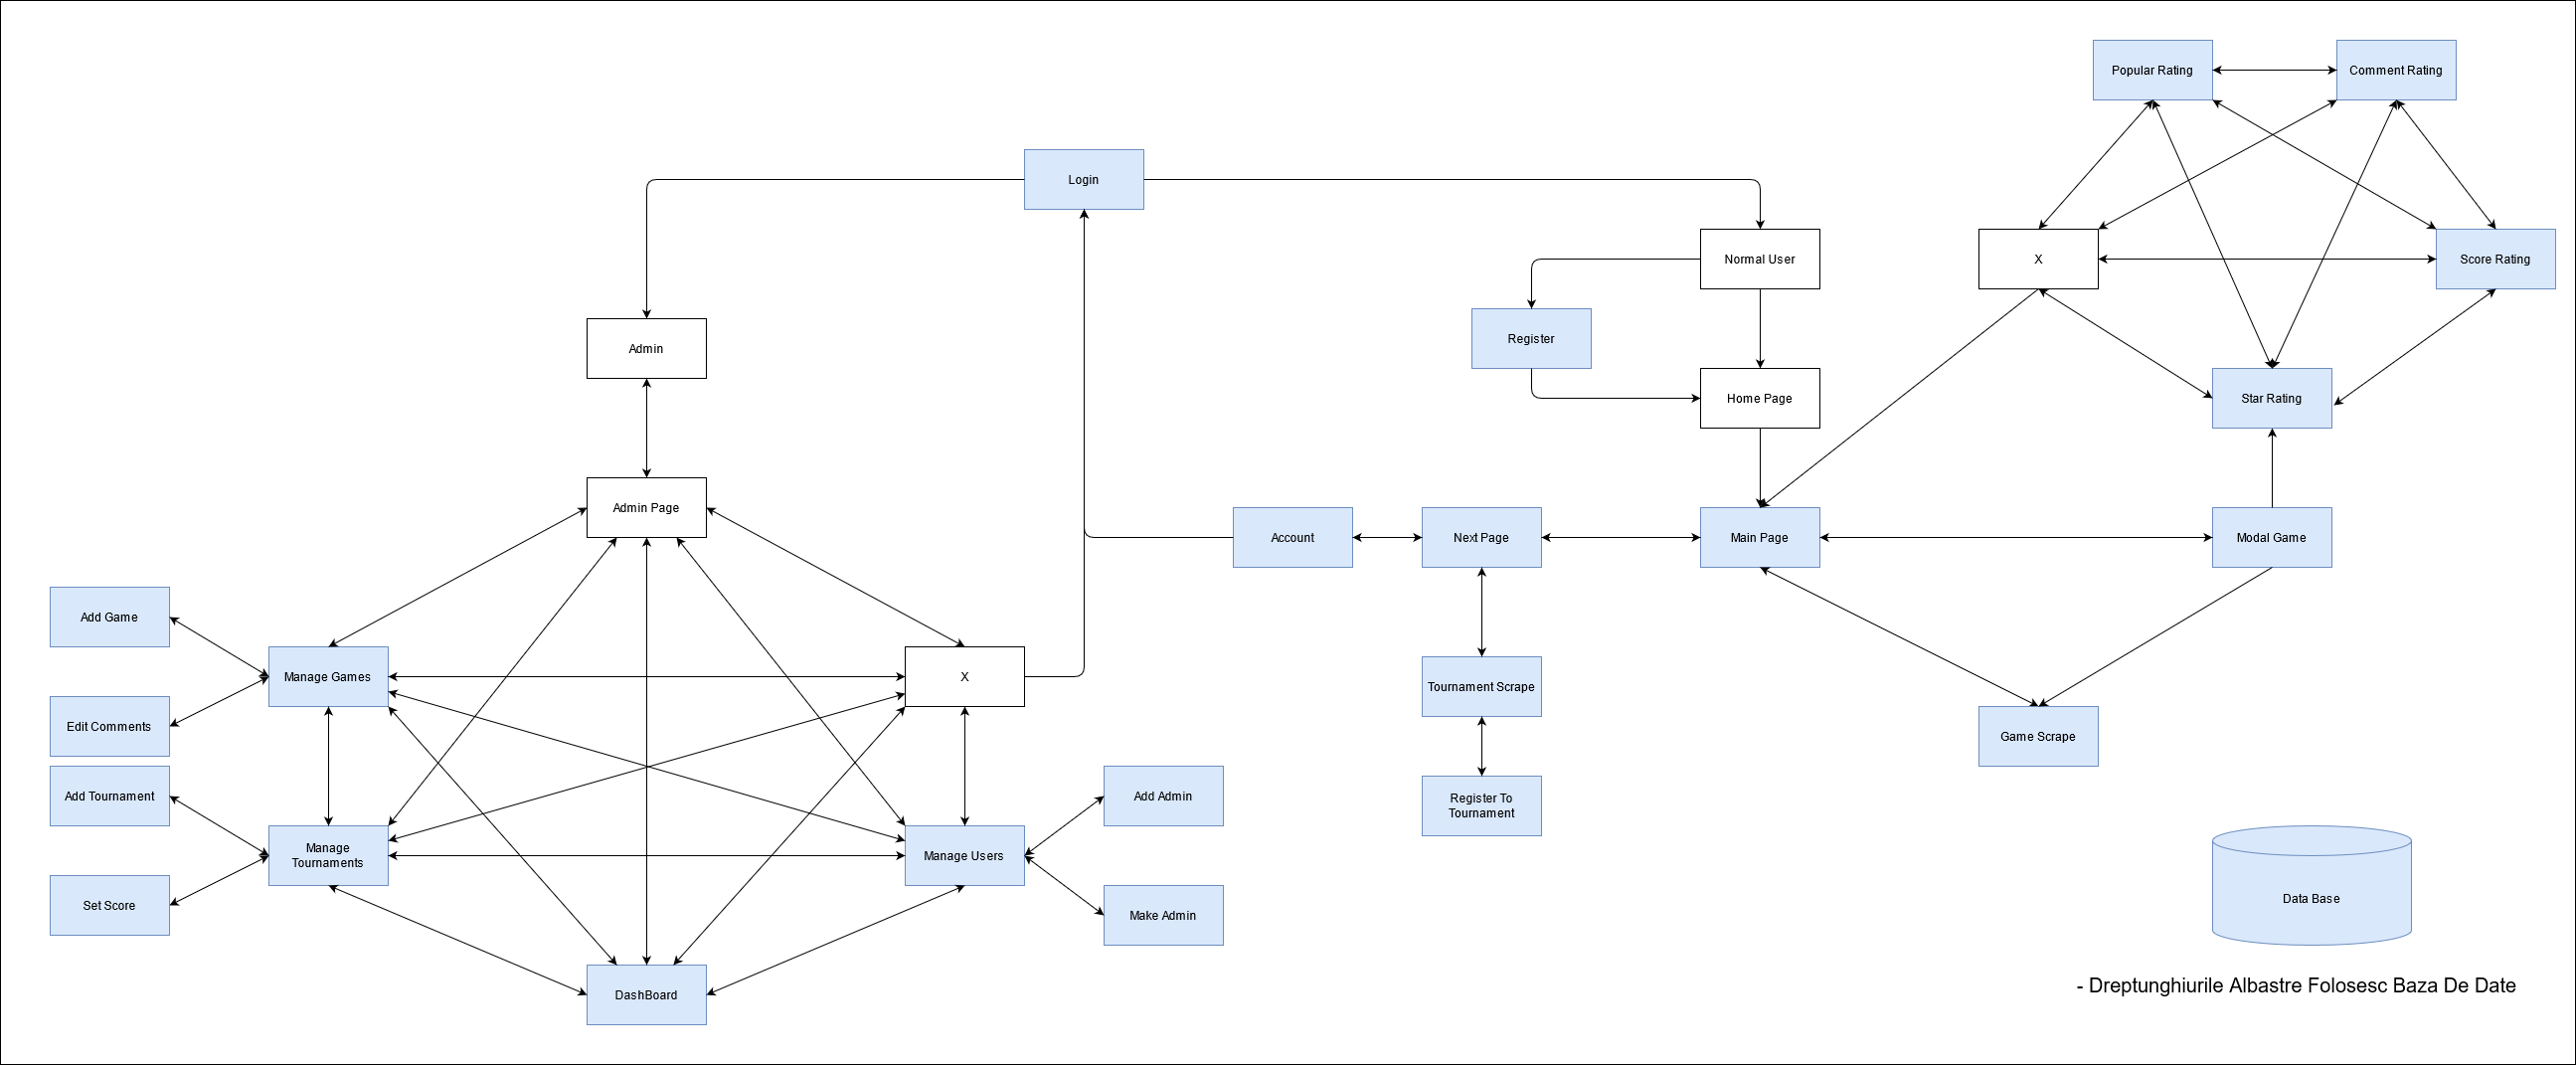 Popular Rating
Comment Rating
Login
Normal User
X
Score Rating
Register
Admin
Home Page
Star Rating
Admin Page
Account
Next Page
Main Page
Modal Game
Add Game
Manage Games
X
Tournament Scrape
Edit Comments
Game Scrape
Add Tournament
Add Admin
Register To
Tournament
Manage
Tournaments
Manage Users
Set Score
Make Admin
Data Base
DashBoard
- Dreptunghiurile Albastre Folosesc Baza De Date